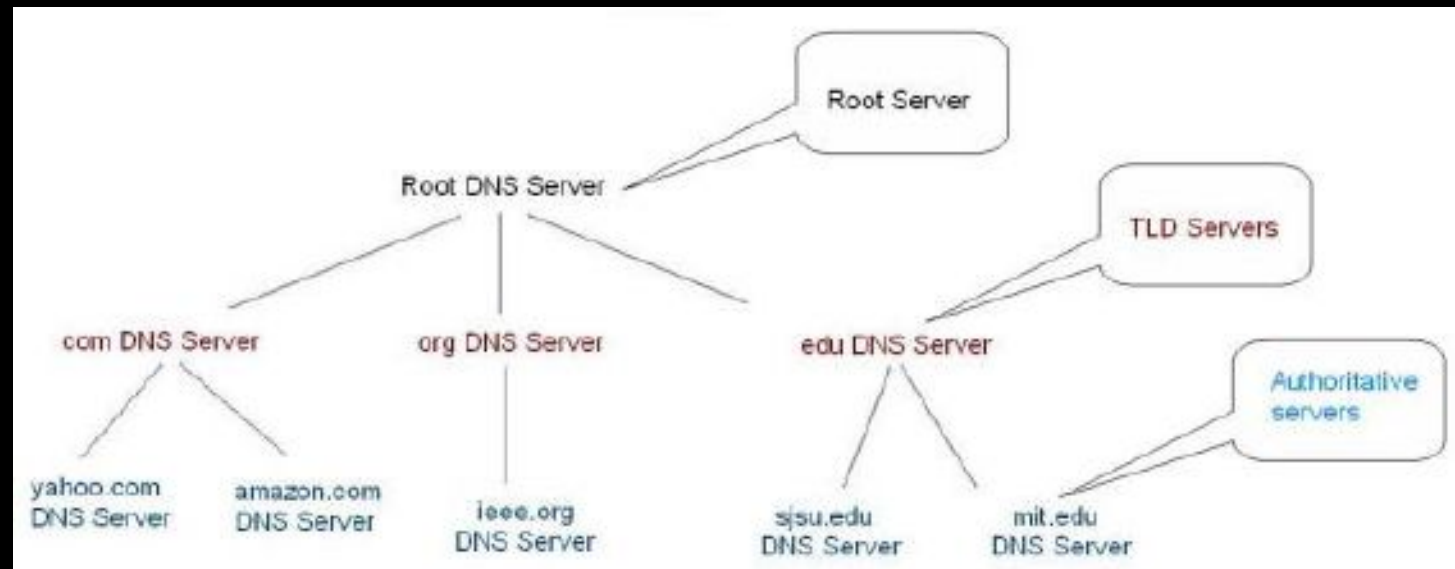 Root Server
Root DNS Server
TLD Servers
com DNS Server
org DNS Server
edu DNS Server
Authoritative
servers
yahoo.com
DNS Server
amazon.com
DNS Server
ieee.org
DNS Server
sjsu.edu
DNS Server
mit.edu
DNS Server